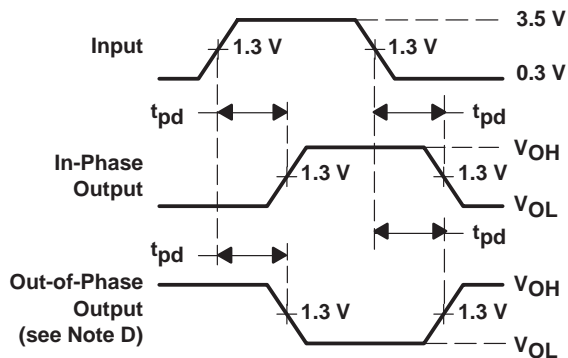 3.5 V
Input
1.3 V
1.3 V
0.3 V
tpd
tpd
VOH
In-Phase
Output
1.3 V
1.3 V
VOL
tpd
tpd
Out-of-Phase
Output
(see Note D)
VOH
1.3 V
1.3 V
VOL